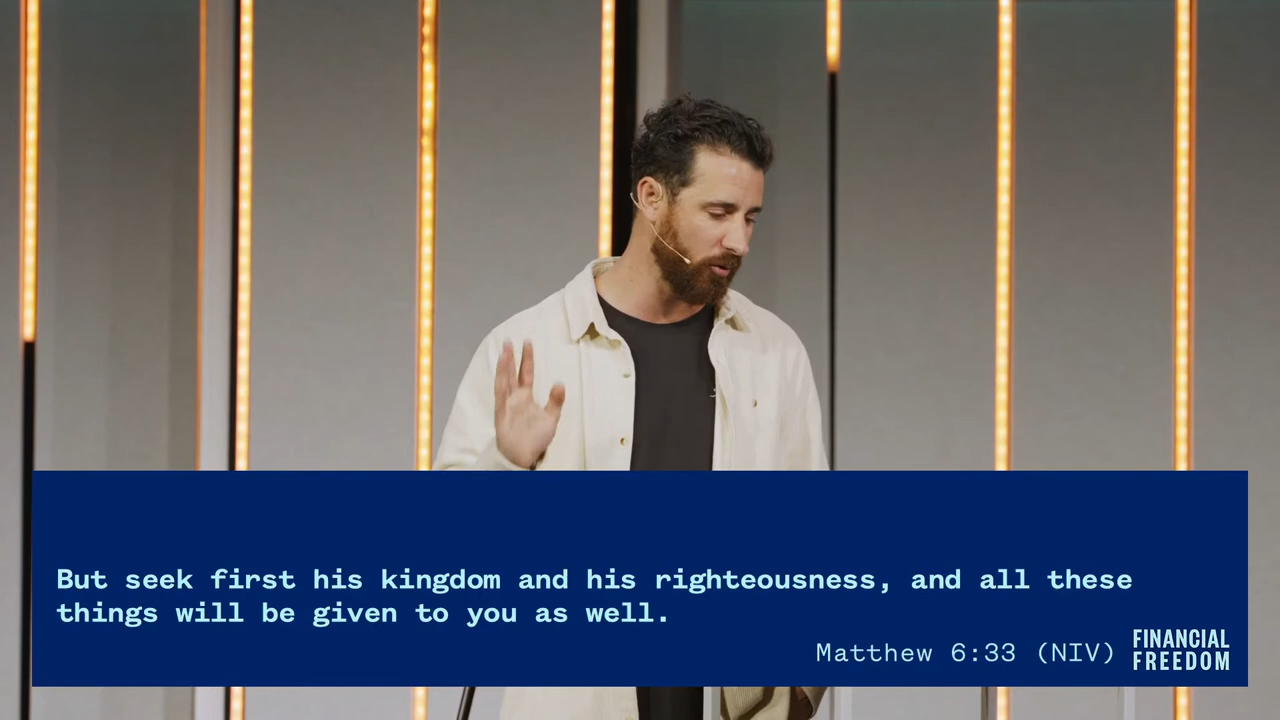 But seek first his kingdom and his righteousness, and all these
things will be given to you as well.
Matthew 6:33 (NIV)
FINANCIAL
FREEDOM